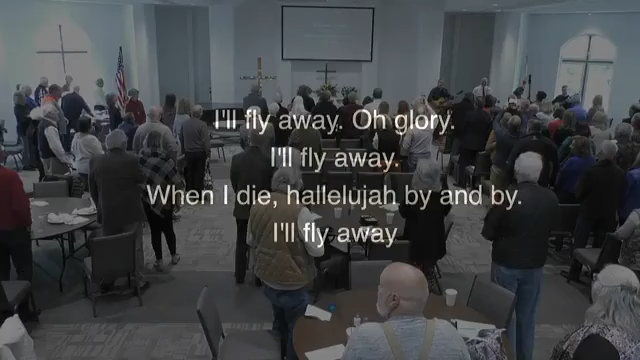 I'll fly away. Oh glory.
I'll fly away.
When I die, hallelujah by and by.
I'll fly away